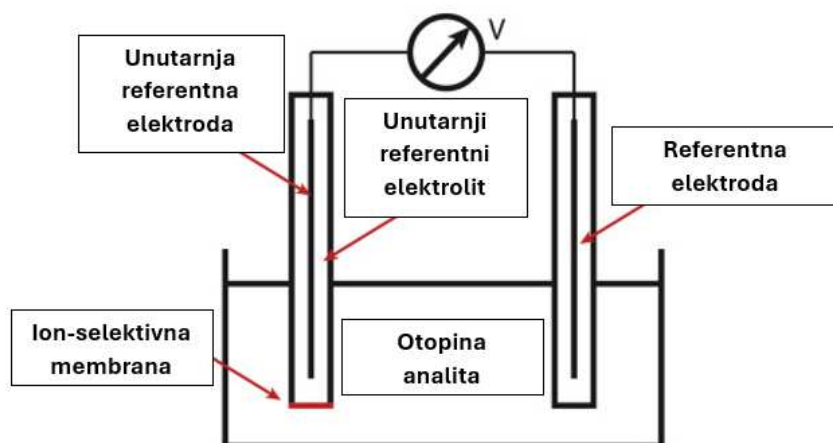 V
Unutarnja
referentna
elektroda
Unutarnji
referentni
elektrolit
Referentna
elektroda
Ion-selektivna
membrana
Otopina
analita